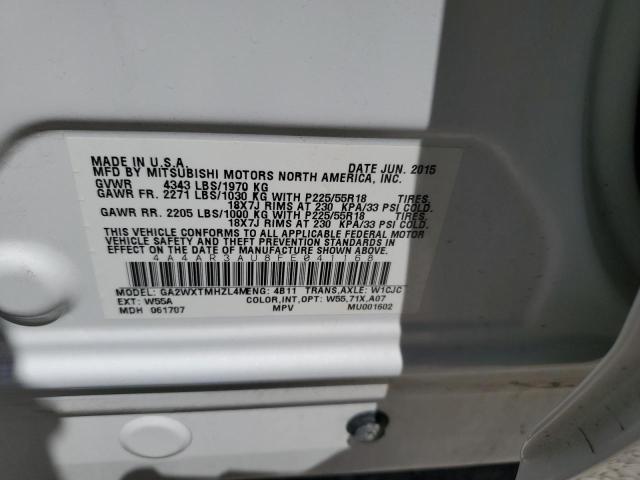 MADE IN U.S.A. DATE JUN. 2015
MFD BY MITSUBISHI MOTORS NORTH AMERICA, INC.
GVWR 4343 LBS/1970 KG
GAWR FR. 2271 LBS/1030 KG WITH P225/55R18 TIRES,
18X7J RIMS AT 230 KPA/33 PSI COLD.
GAWR RR. 2205 LBS/1000 KG WITH P225/55R18 TIRES,
18X7J RIMS AT 230 KPA/33 PSI COLD.
THIS VEHICLE CONFORMS TO ALL APPLICABLE FEDERAL MOTOR
VEHICLE SAFETY AND THEFT PREVENTION STANDARDS IN
EFFECT ON THE DATE OF MANUFACTURE SHOWN ABOVE.
4A4AR3AU8FE041168
MODEL: GA2WXTMHZL4M ENG: 4B11 TRANS,AXLE: W1CJC
EXT: W55A COLOR,INT,OPT: W55,71X,A07
MDH 061707 MPV MU001602